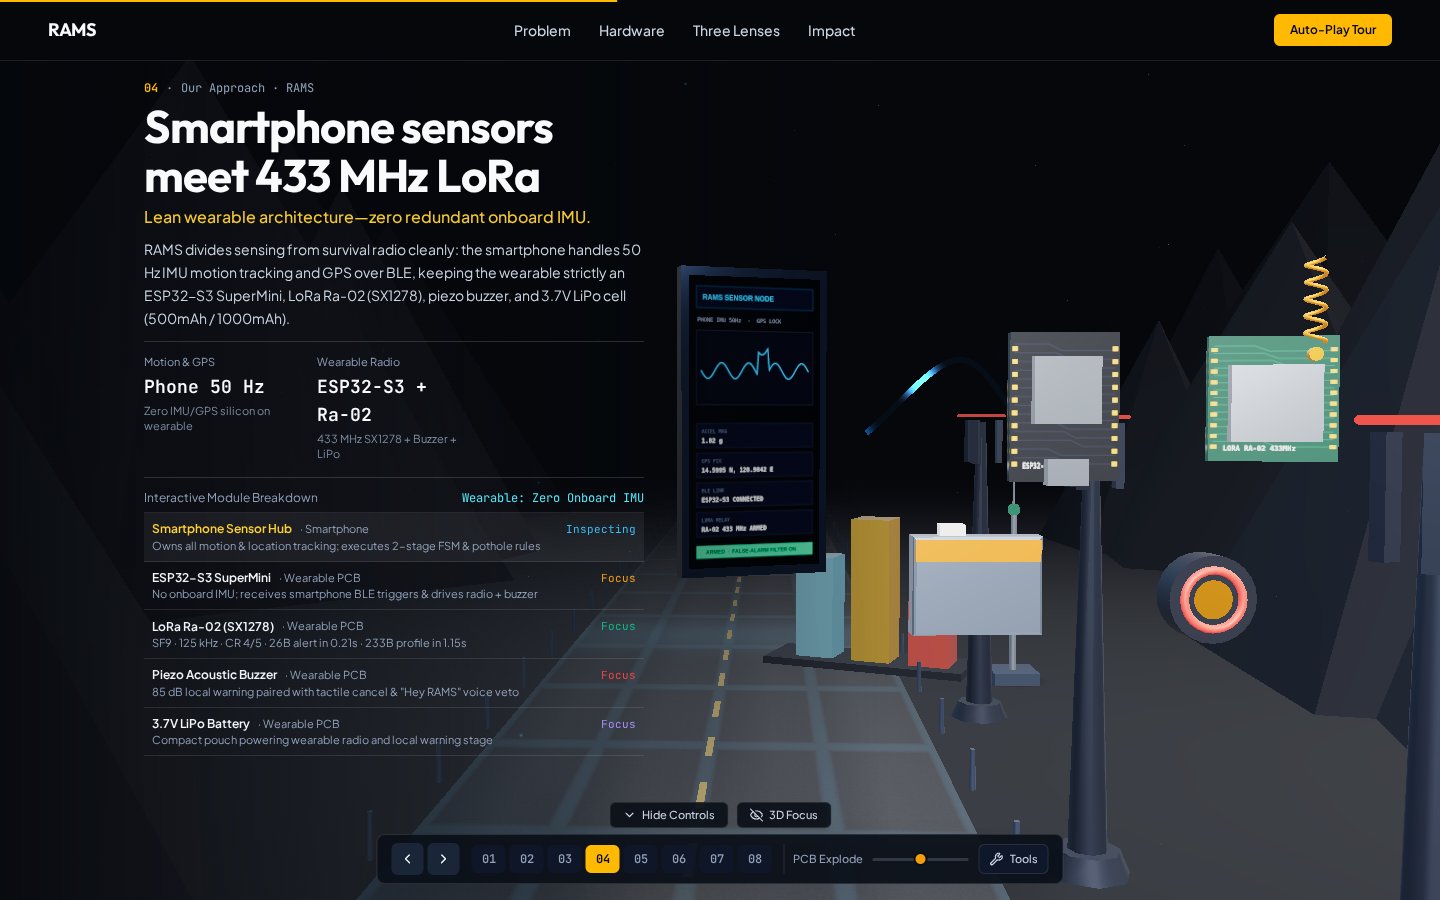 RAMS
Problem
Hardware
Three Lenses
Impact
Auto-Play Tour
04 · Our Approach · RAMS
Smartphone sensors
meet 433 MHz LoRa
Lean wearable architecture—zero redundant onboard IMU.
RAMS divides sensing from survival radio cleanly: the smartphone handles 50
Hz IMU motion tracking and GPS over BLE, keeping the wearable strictly an
ESP32-S3 SuperMini, LoRa Ra-02 (SX1278), piezo buzzer, and 3.7V LiPo cell
(500mAh / 1000mAh).
Motion & GPS
Phone 50 Hz
Zero IMU/GPS silicon on
wearable
Wearable Radio
ESP32-S3 +
Ra-02
433 MHz SX1278 + Buzzer +
LiPo
Interactive Module Breakdown
Wearable: Zero Onboard IMU
Smartphone Sensor Hub · Smartphone
Inspecting
Owns all motion & location tracking; executes 2-stage FSM & pothole rules
ESP32-S3 SuperMini · Wearable PCB
Focus
No onboard IMU; receives smartphone BLE triggers & drives radio + buzzer
LoRa Ra-02 (SX1278) · Wearable PCB
Focus
SF9 · 125 kHz · CR 4/5 · 26B alert in 0.21s · 233B profile in 1.15s
Piezo Acoustic Buzzer · Wearable PCB
Focus
85 dB local warning paired with tactile cancel & "Hey RAMS" voice veto
3.7V LiPo Battery · Wearable PCB
Focus
Compact pouch powering wearable radio and local warning stage
RAMS SENSOR NODE
PHONE IMU 50Hz · GPS LOCK
ACCEL MAG
1.02 g
GPS FIX
14.5995 N, 120.9842 E
BLE LINK
ESP32-S3 CONNECTED
LORA RELAY
RA-02 433 MHz ARMED
ARMED · FALSE-ALARM FILTER ON
ESP32-
LORA RA-02 433MHz
Hide Controls
3D Focus
01
02
03
04
05
06
07
08
PCB Explode
Tools